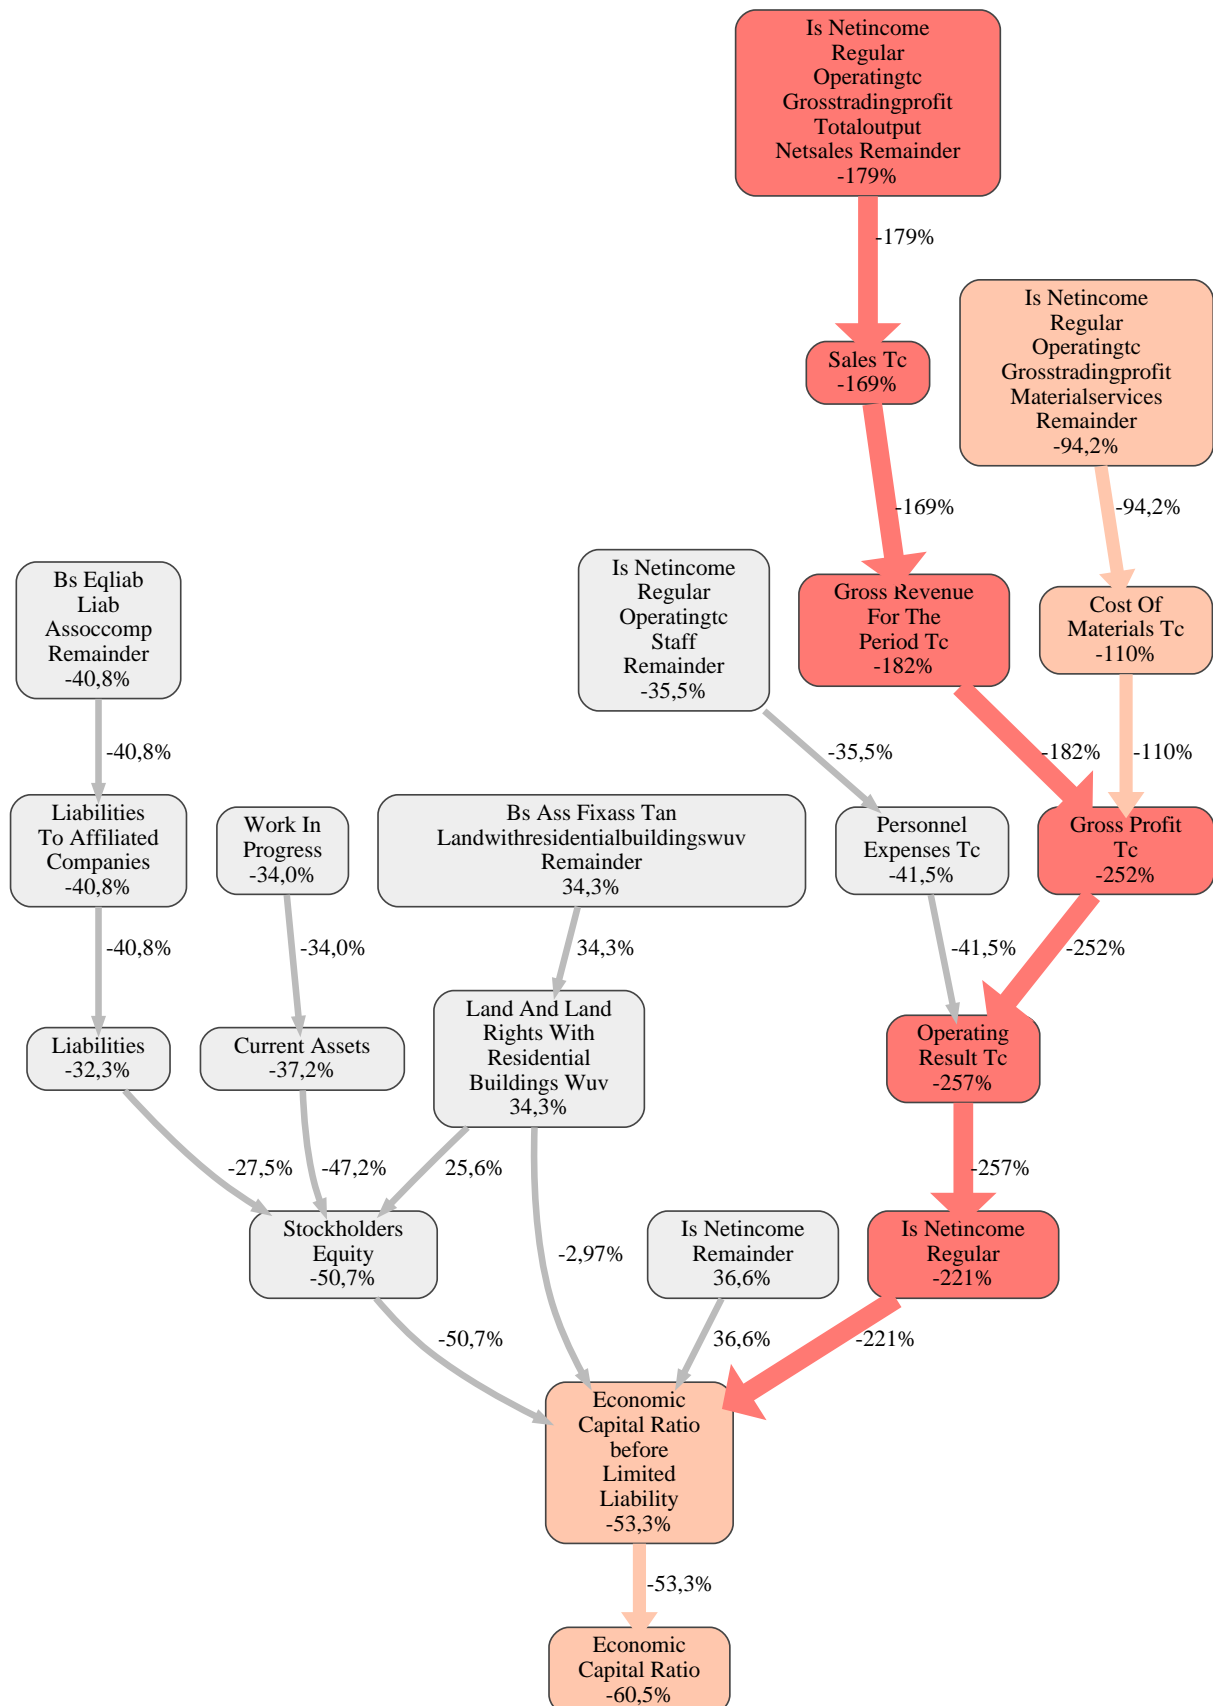 Is Netincome
Regular
Operatingtc
Grosstradingprofit
Totaloutput
Netsales Remainder
-179%
-179%
Is Netincome
Regular
Operatingtc
Grosstradingprofit
Materialservices
Remainder
-94,2%
Sales Tc
-169%
-169%
-94,2%
Bs Eqliab
Liab
Assoccomp
Remainder
-40,8%
Is Netincome
Regular
Operatingtc
Staff
Remainder
-35,5%
Gross Revenue
For The
Period Tc
-182%
Cost Of
Materials Tc
-110%
-40,8%
-35,5%
-182%
-110%
Liabilities
To Affiliated
Companies
-40,8%
Work In
Progress
-34,0%
Bs Ass Fixass Tan
Landwithresidentialbuildingswuv
Remainder
34,3%
Personnel
Expenses Tc
-41,5%
Gross Profit
Tc
-252%
-40,8%
-34,0%
34,3%
-41,5%
-252%
Liabilities
-32,3%
Current Assets
-37,2%
Land And Land
Rights With
Residential
Buildings Wuv
34,3%
Operating
Result Tc
-257%
-27,5%
-47,2%
25,6%
-257%
Stockholders
Equity
-50,7%
-2,97%
Is Netincome
Remainder
36,6%
Is Netincome
Regular
-221%
-50,7%
36,6%
-221%
Economic
Capital Ratio
before
Limited
Liability
-53,3%
-53,3%
Economic
Capital Ratio
-60,5%